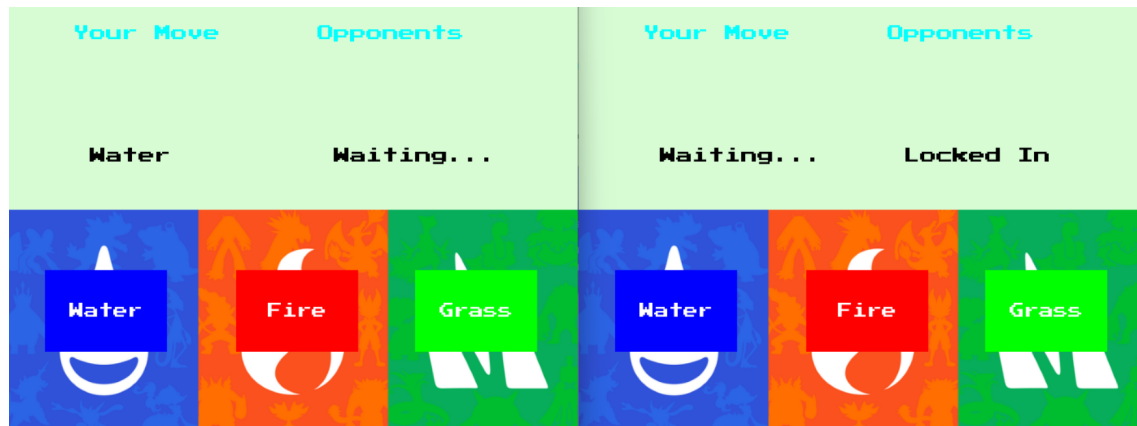 Your Move Opponents
Water Waiting...
Water Fire Grass
Your Move Opponents
Waiting... Locked In
Water Fire Grass